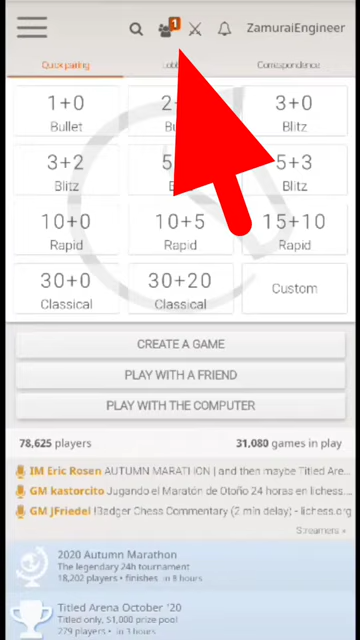 1
ZamuraiEngineer
Quick pairing
Correspondence
1+0
Bullet
3+0
Blitz
3+2
Blitz
5+3
Blitz
10+0
Rapid
10+5
Rapid
15+10
Rapid
30+0
Classical
30+20
Classical
Custom
CREATE A GAME
PLAY WITH A FRIEND
PLAY WITH THE COMPUTER
78,625 players
31,080 games in play
IM Eric Rosen AUTUMN MARATHON | and then maybe Titled Are...
GM kastorcito Jugando el Maratón de Otoño 24 horas en lichess...
GM JFriedel !Badger Chess Commentary (2 min delay) - lichess.org
Streamers »
2020 Autumn Marathon
The legendary 24h tournament
18,202 players • finishes in 8 hours
Titled Arena October '20
Titled only, $1,000 prize pool
279 players • in 3 hours